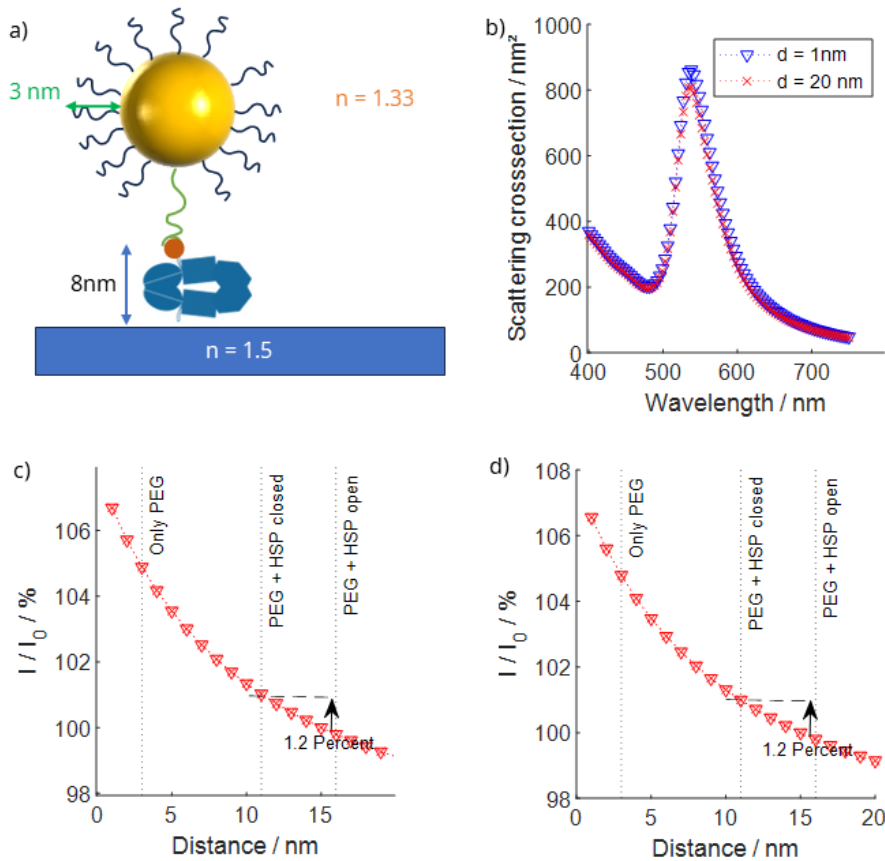 a)
3 nm
n = 1.33
8nm
n = 1.5
b)
Scattering crosssection / nm²
1000
800
600
400
200
0
400
500
600
700
Wavelength / nm
d = 1nm
d = 20 nm
c)
I / I0 / %
106
104
102
100
98
0
5
10
15
Distance / nm
Only PEG
PEG + HSP closed
PEG + HSP open
1.2 Percent
d)
I / I0 / %
108
106
104
102
100
98
0
5
10
15
20
Distance / nm
Only PEG
PEG + HSP closed
PEG + HSP open
1.2 Percent